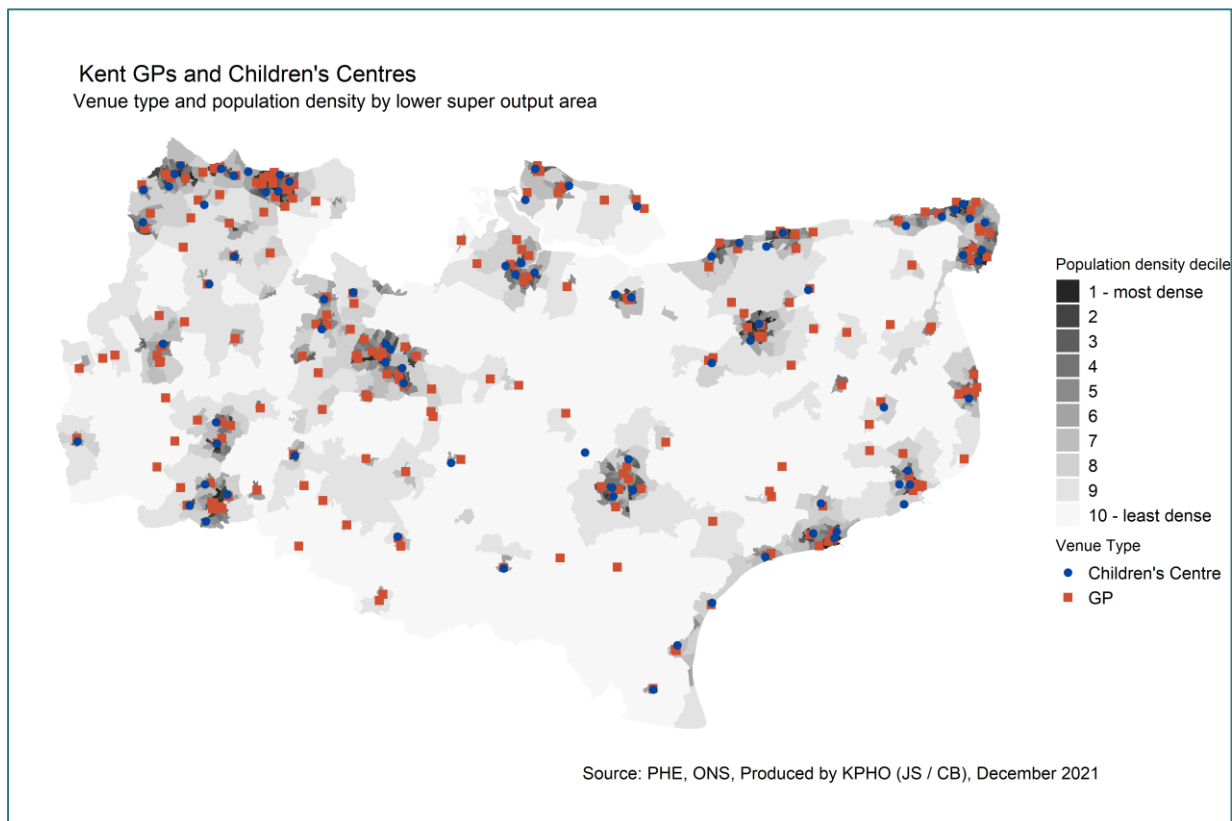 Kent GPs and Children's Centres
Venue type and population density by lower super output area
Population density decile
1 - most dense
2
3
4
5
6
7
8
9
10 - least dense
Venue Type
Children's Centre
GP
Source: PHE, ONS, Produced by KPHO (JS / CB), December 2021